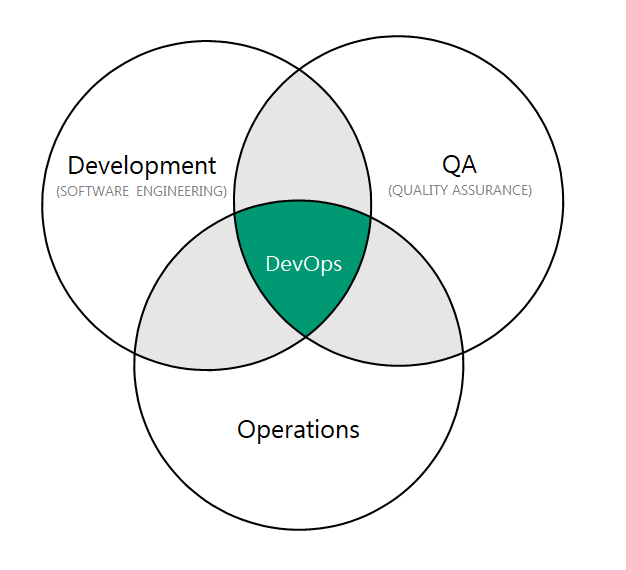 Development
(SOFTWARE ENGINEERING)
QA
(QUALITY ASSURANCE)
DevOps
Operations